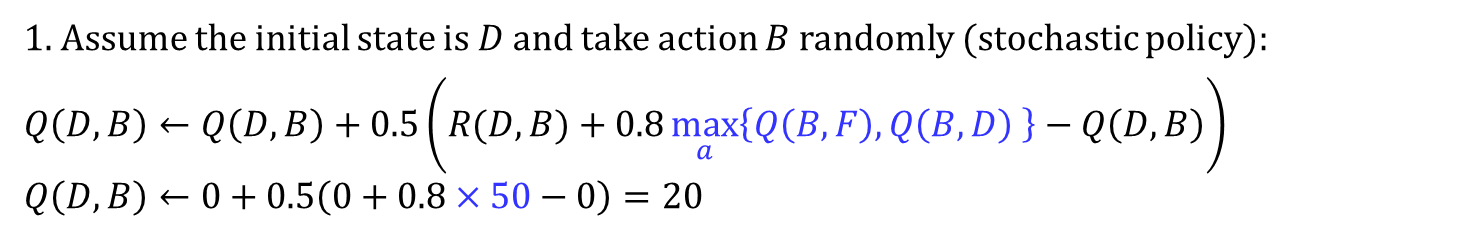 1. Assume the initial state is D and take action B randomly (stochastic policy):
Q(D, B) ← Q(D, B) + 0.5 ( R(D, B) + 0.8 max{Q(B, F), Q(B, D) } − Q(D, B) )
a
Q(D, B) ← 0 + 0.5(0 + 0.8 × 50 − 0) = 20